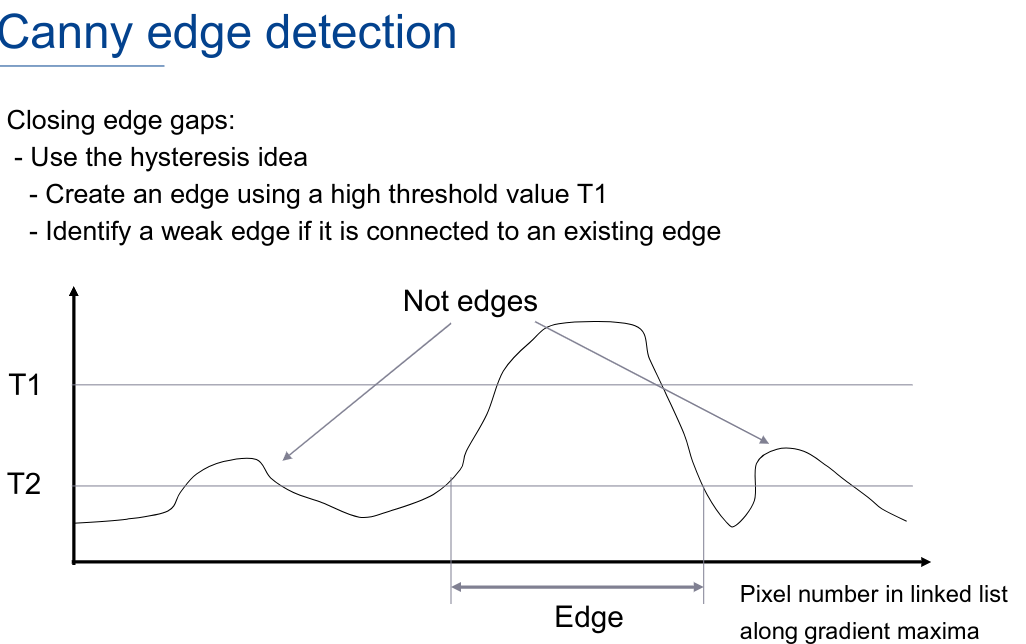 Canny edge detection
Closing edge gaps:
- Use the hysteresis idea
- Create an edge using a high threshold value T1
- Identify a weak edge if it is connected to an existing edge
Not edges
T1
T2
Edge
Pixel number in linked list
along gradient maxima